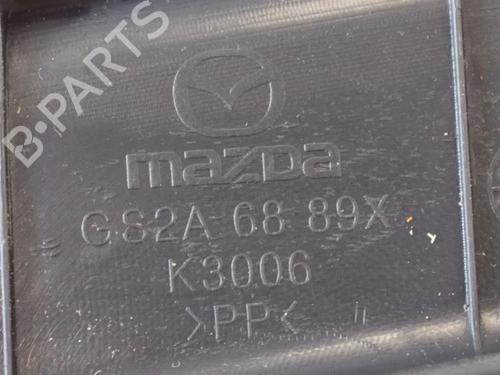 B-PARTS
mazda
GS2A 68 89X
K3006
>PP<